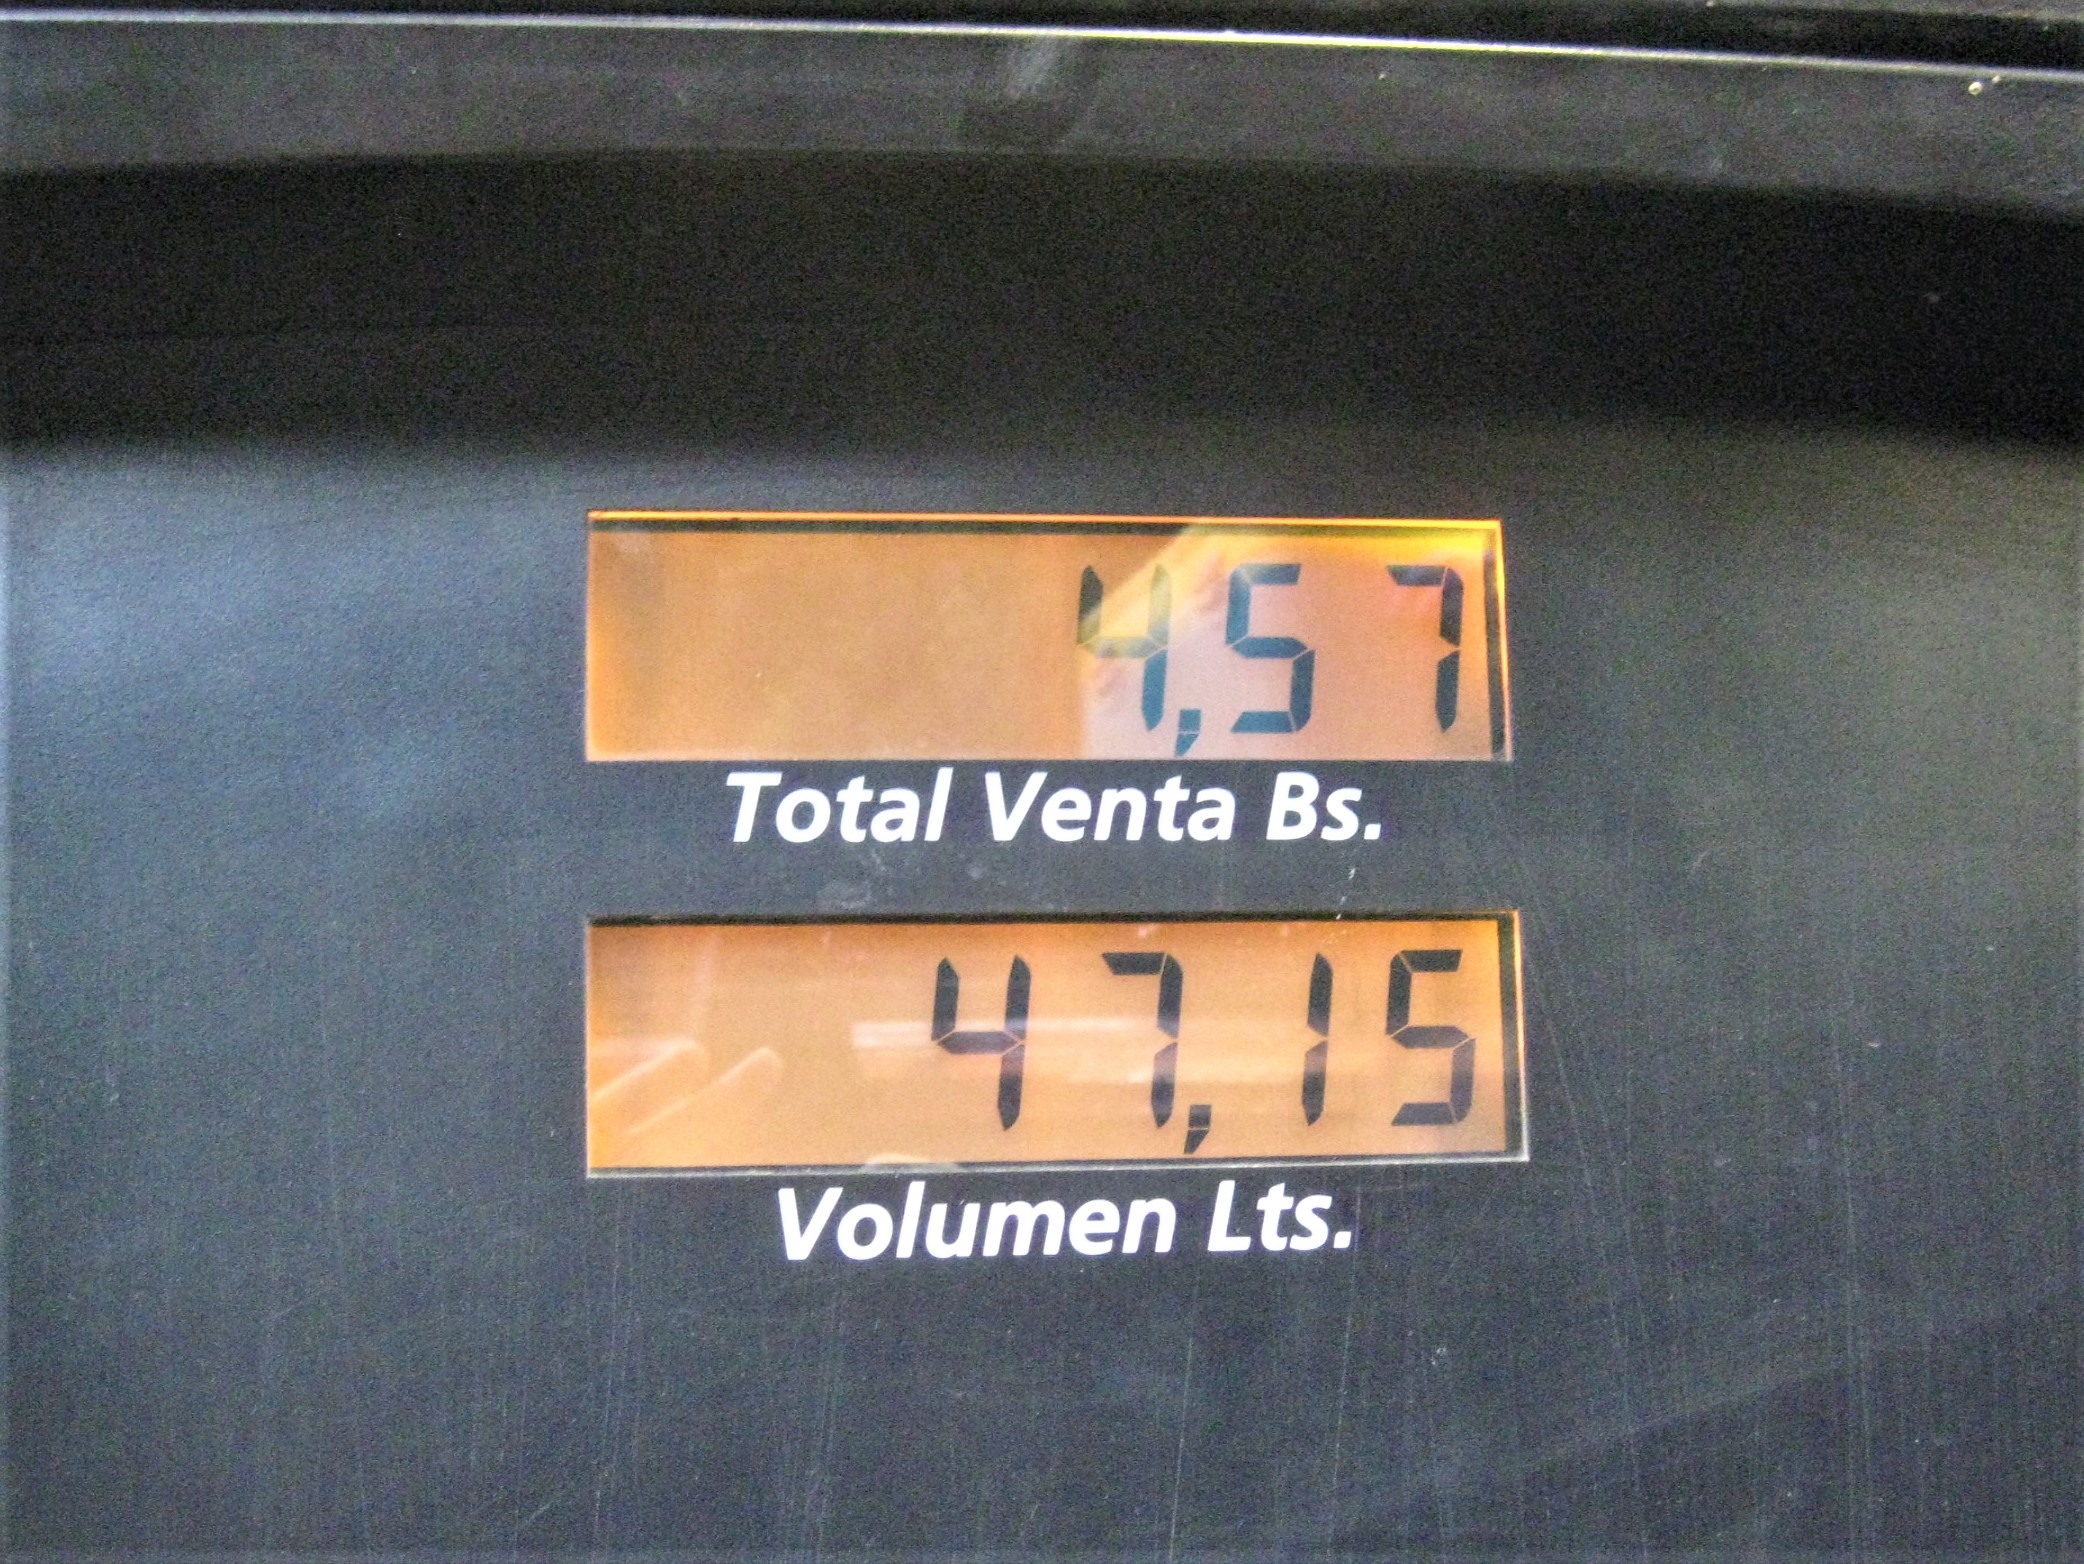 4,57
Total Venta Bs.
47,15
Volumen Lts.